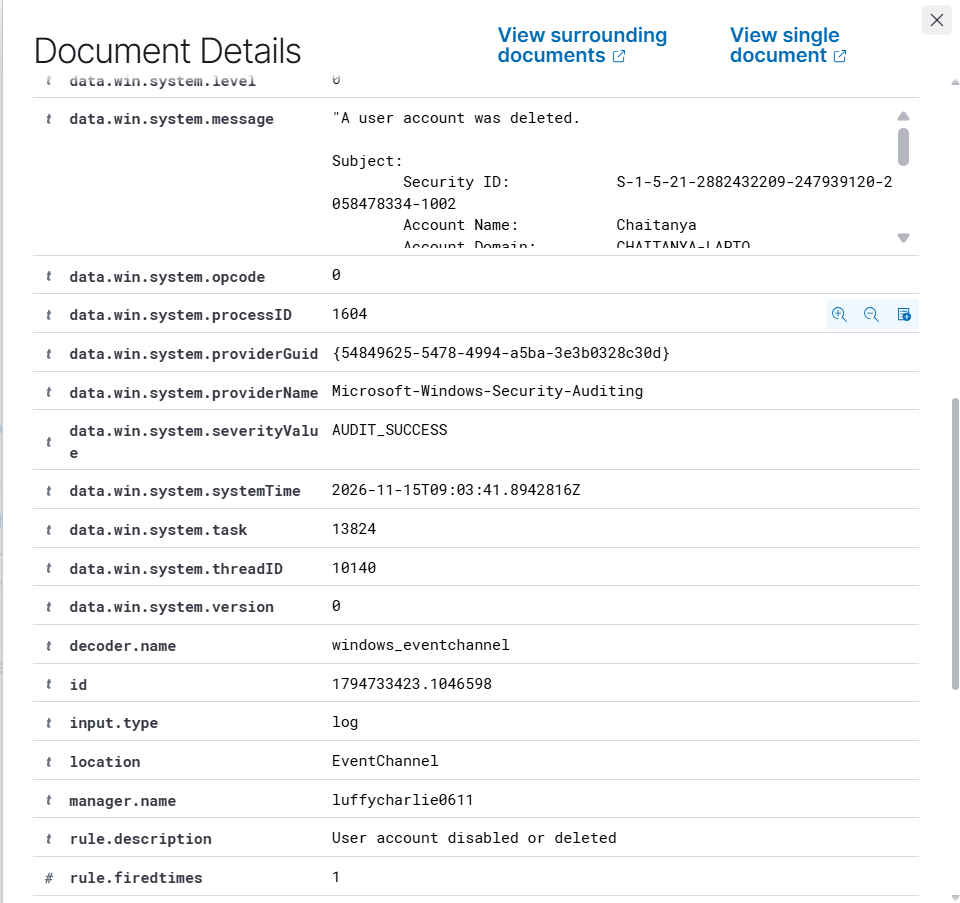 Document Details
View surrounding
documents
View single
document
t data.win.system.level 0
t data.win.system.message "A user account was deleted.
Subject:
Security ID: S-1-5-21-2882432209-247939120-2
058478334-1002
Account Name: Chaitanya
Account Domain: CHAITANYA-LAPTO
t data.win.system.opcode 0
t data.win.system.processID 1604
t data.win.system.providerGuid {54849625-5478-4994-a5ba-3e3b0328c30d}
t data.win.system.providerName Microsoft-Windows-Security-Auditing
t data.win.system.severityValu AUDIT_SUCCESS
e
t data.win.system.systemTime 2026-11-15T09:03:41.8942816Z
t data.win.system.task 13824
t data.win.system.threadID 10140
t data.win.system.version 0
t decoder.name windows_eventchannel
t id 1794733423.1046598
t input.type log
t location EventChannel
t manager.name luffycharlie0611
t rule.description User account disabled or deleted
# rule.firedtimes 1